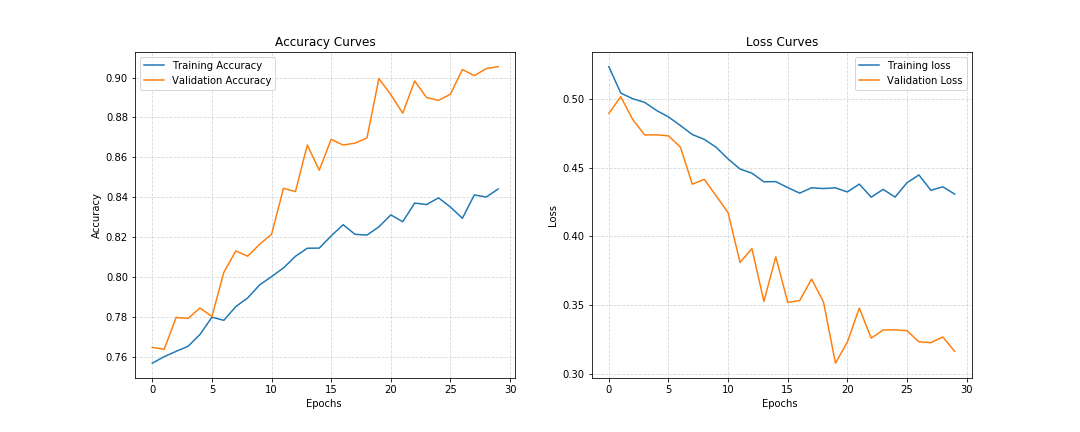 Accuracy Curves
Training Accuracy
Validation Accuracy
0.90
0.88
0.86
0.84
0.82
0.80
0.78
0.76
Accuracy
0 5 10 15 20 25 30
Epochs
Loss Curves
Training loss
Validation Loss
0.50
0.45
0.40
0.35
0.30
Loss
0 5 10 15 20 25 30
Epochs